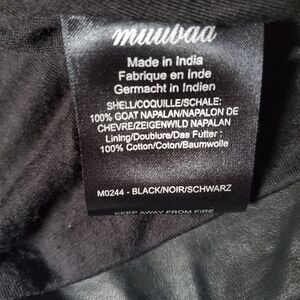 muubaa
Made in India
Fabrique en Inde
Germacht in Indien
SHELL/COQUILLE/SCHALE:
100% GOAT NAPALAN/NAPALON DE
CHEVRE/ZEIGENWILD NAPALAN
Lining/Doublure/Das Futter :
100% Cotton/Coton/Baumwolle
M0244 - BLACK/NOIR/SCHWARZ
KEEP AWAY FROM FIRE